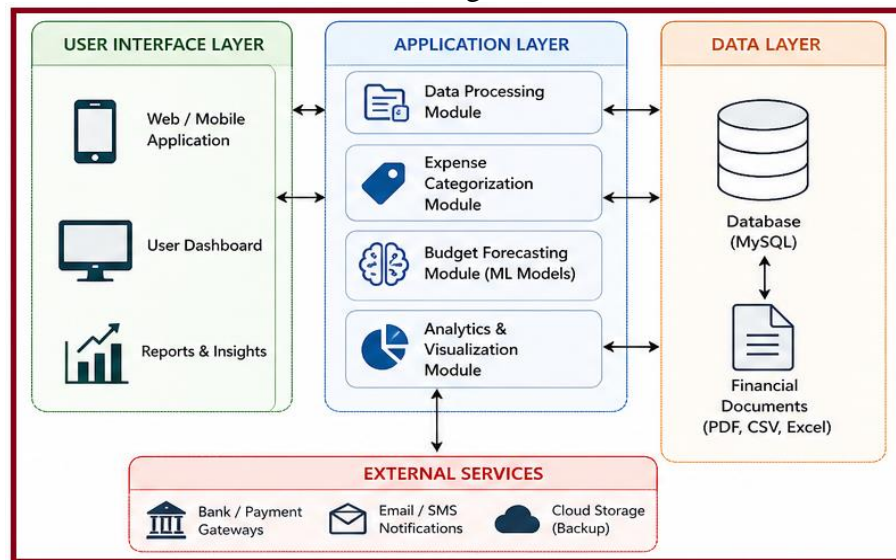 USER INTERFACE LAYER
Web / Mobile
Application
User Dashboard
Reports & Insights
APPLICATION LAYER
Data Processing
Module
Expense
Categorization
Module
Budget Forecasting
Module (ML Models)
Analytics &
Visualization
Module
DATA LAYER
Database
(MySQL)
Financial
Documents
(PDF, CSV, Excel)
EXTERNAL SERVICES
Bank / Payment
Gateways
Email / SMS
Notifications
Cloud Storage
(Backup)